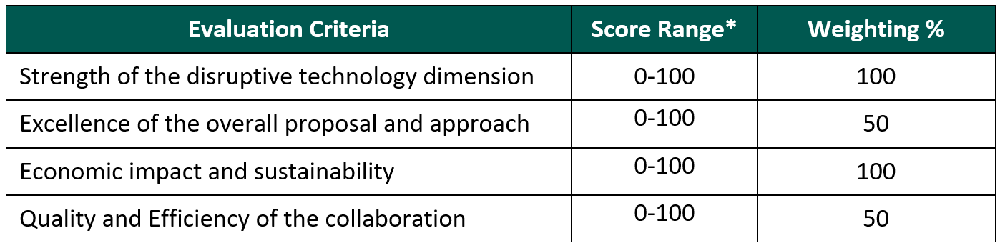 Evaluation Criteria Score Range* Weighting %
Strength of the disruptive technology dimension 0-100 100
Excellence of the overall proposal and approach 0-100 50
Economic impact and sustainability 0-100 100
Quality and Efficiency of the collaboration 0-100 50